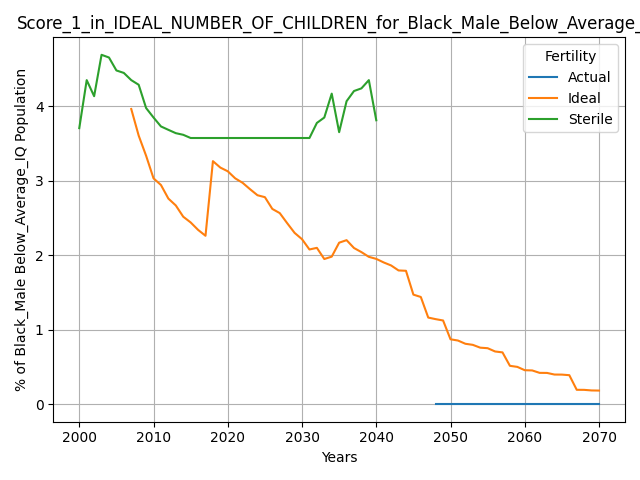 Score_1_in_IDEAL_NUMBER_OF_CHILDREN_for_Black_Male_Below_Average_
% of Black_Male Below_Average_IQ Population
Fertility
Actual
Ideal
Sterile
4
3
2
1
0
2000 2010 2020 2030 2040 2050 2060 2070
Years